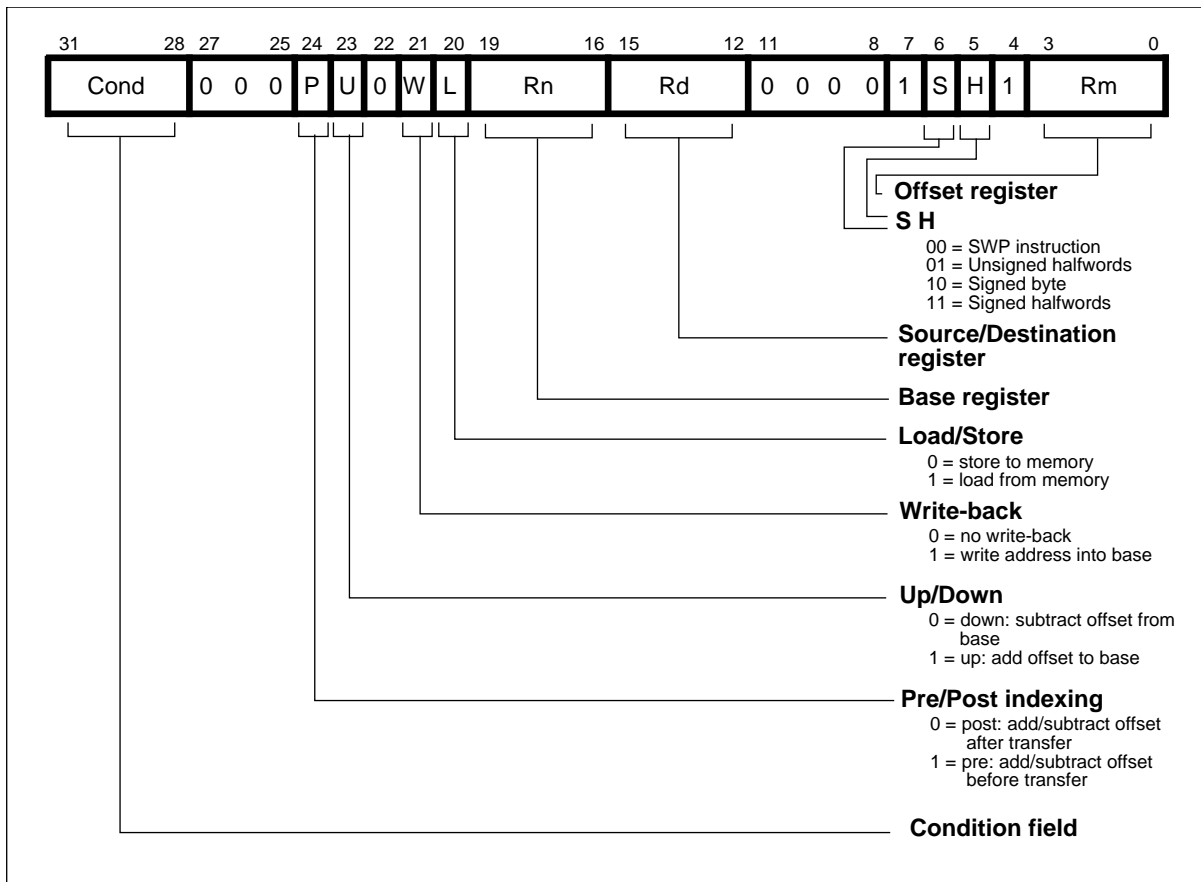 31 28 27 25 24 23 22 21 20 19 16 15 12 11 8 7 6 5 4 3 0
Cond 0 0 0 P U 0 W L Rn Rd 0 0 0 0 1 S H 1 Rm
Offset register
S H
00 = SWP instruction
01 = Unsigned halfwords
10 = Signed byte
11 = Signed halfwords
Source/Destination
register
Base register
Load/Store
0 = store to memory
1 = load from memory
Write-back
0 = no write-back
1 = write address into base
Up/Down
0 = down: subtract offset from
base
1 = up: add offset to base
Pre/Post indexing
0 = post: add/subtract offset
after transfer
1 = pre: add/subtract offset
before transfer
Condition field